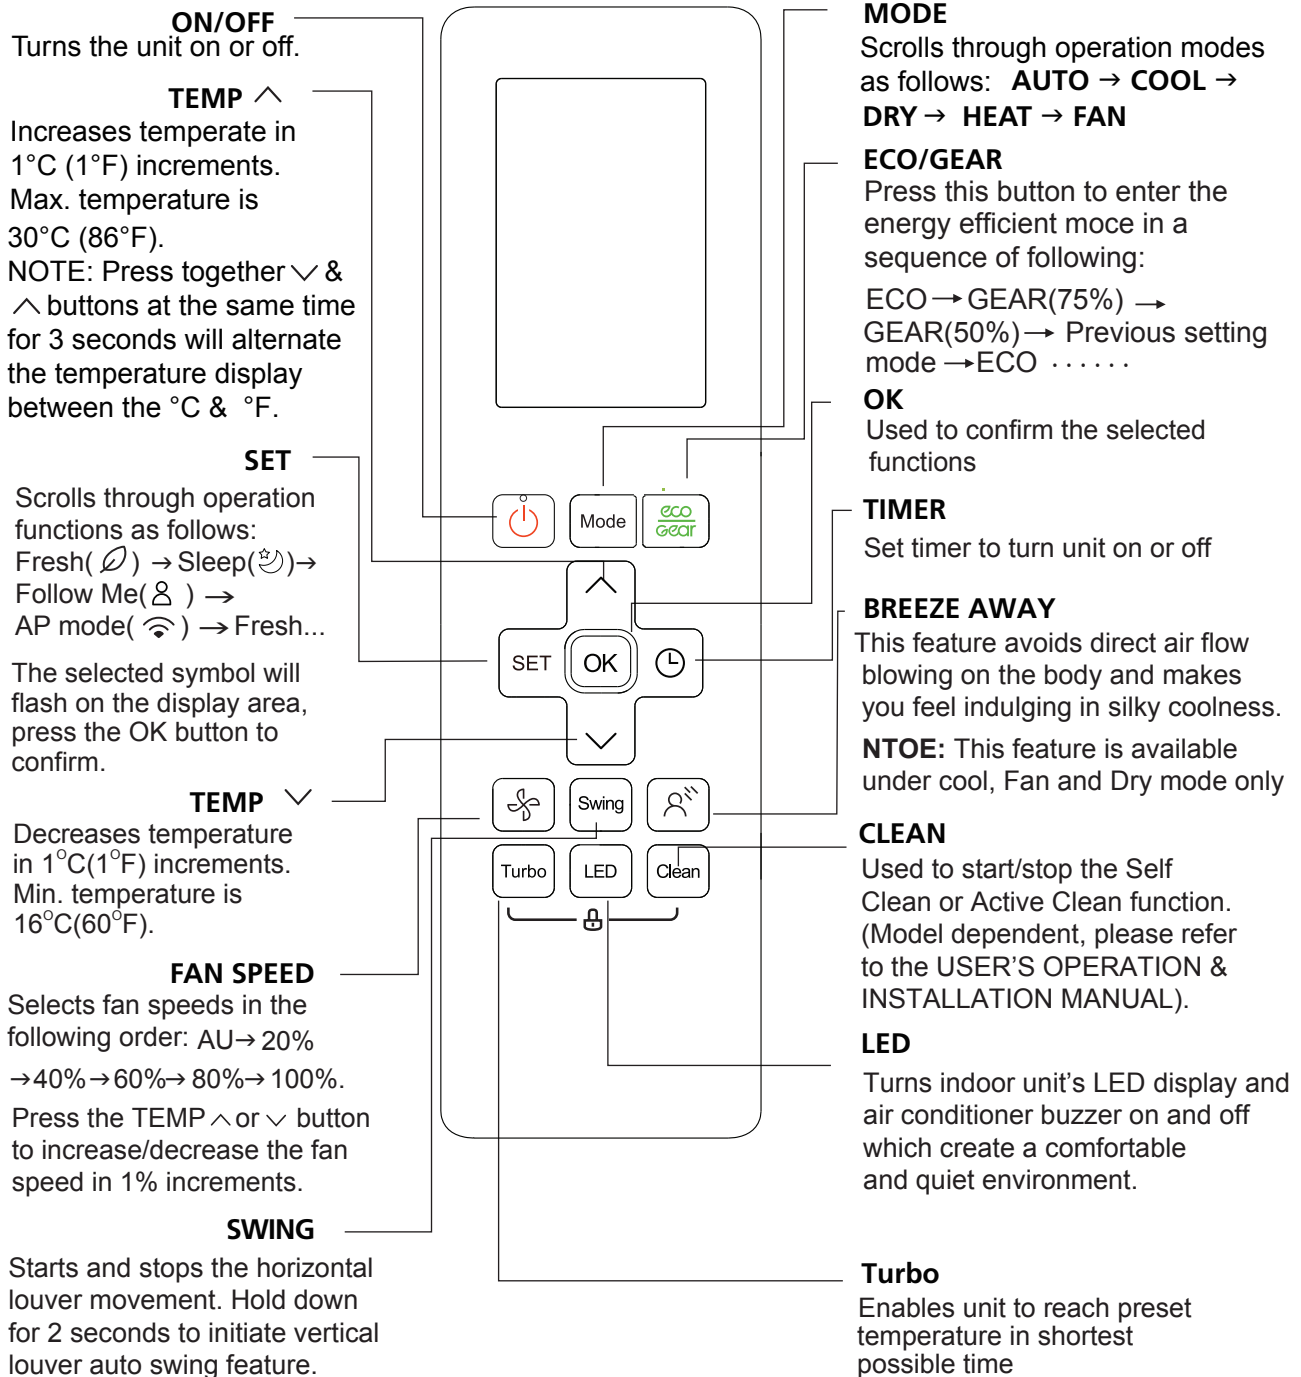 ON/OFF
Turns the unit on or off.
TEMP
Increases temperate in
1°C (1°F) increments.
Max. temperature is
30°C (86°F).
NOTE: Press together &
buttons at the same time
for 3 seconds will alternate
the temperature display
between the °C & °F.
SET
Scrolls through operation
functions as follows:
Fresh( ) → Sleep( )→
Follow Me( ) →
AP mode( ) → Fresh...
The selected symbol will
flash on the display area,
press the OK button to
confirm.
TEMP
Decreases temperature
in 1°C(1°F) increments.
Min. temperature is
16°C(60°F).
FAN SPEED
Selects fan speeds in the
following order: AU→ 20%
→40%→60%→ 80%→100%.
Press the TEMP or button
to increase/decrease the fan
speed in 1% increments.
SWING
Starts and stops the horizontal
louver movement. Hold down
for 2 seconds to initiate vertical
louver auto swing feature.
Mode
eco
Gear
SET
OK
Swing
Turbo
LED
Clean
MODE
Scrolls through operation modes
as follows: AUTO → COOL →
DRY → HEAT → FAN
ECO/GEAR
Press this button to enter the
energy efficient moce in a
sequence of following:
ECO → GEAR(75%) →
GEAR(50%)→ Previous setting
mode →ECO ······
OK
Used to confirm the selected
functions
TIMER
Set timer to turn unit on or off
BREEZE AWAY
This feature avoids direct air flow
blowing on the body and makes
you feel indulging in silky coolness.
NTOE: This feature is available
under cool, Fan and Dry mode only
CLEAN
Used to start/stop the Self
Clean or Active Clean function.
(Model dependent, please refer
to the USER'S OPERATION &
INSTALLATION MANUAL).
LED
Turns indoor unit's LED display and
air conditioner buzzer on and off
which create a comfortable
and quiet environment.
Turbo
Enables unit to reach preset
temperature in shortest
possible time